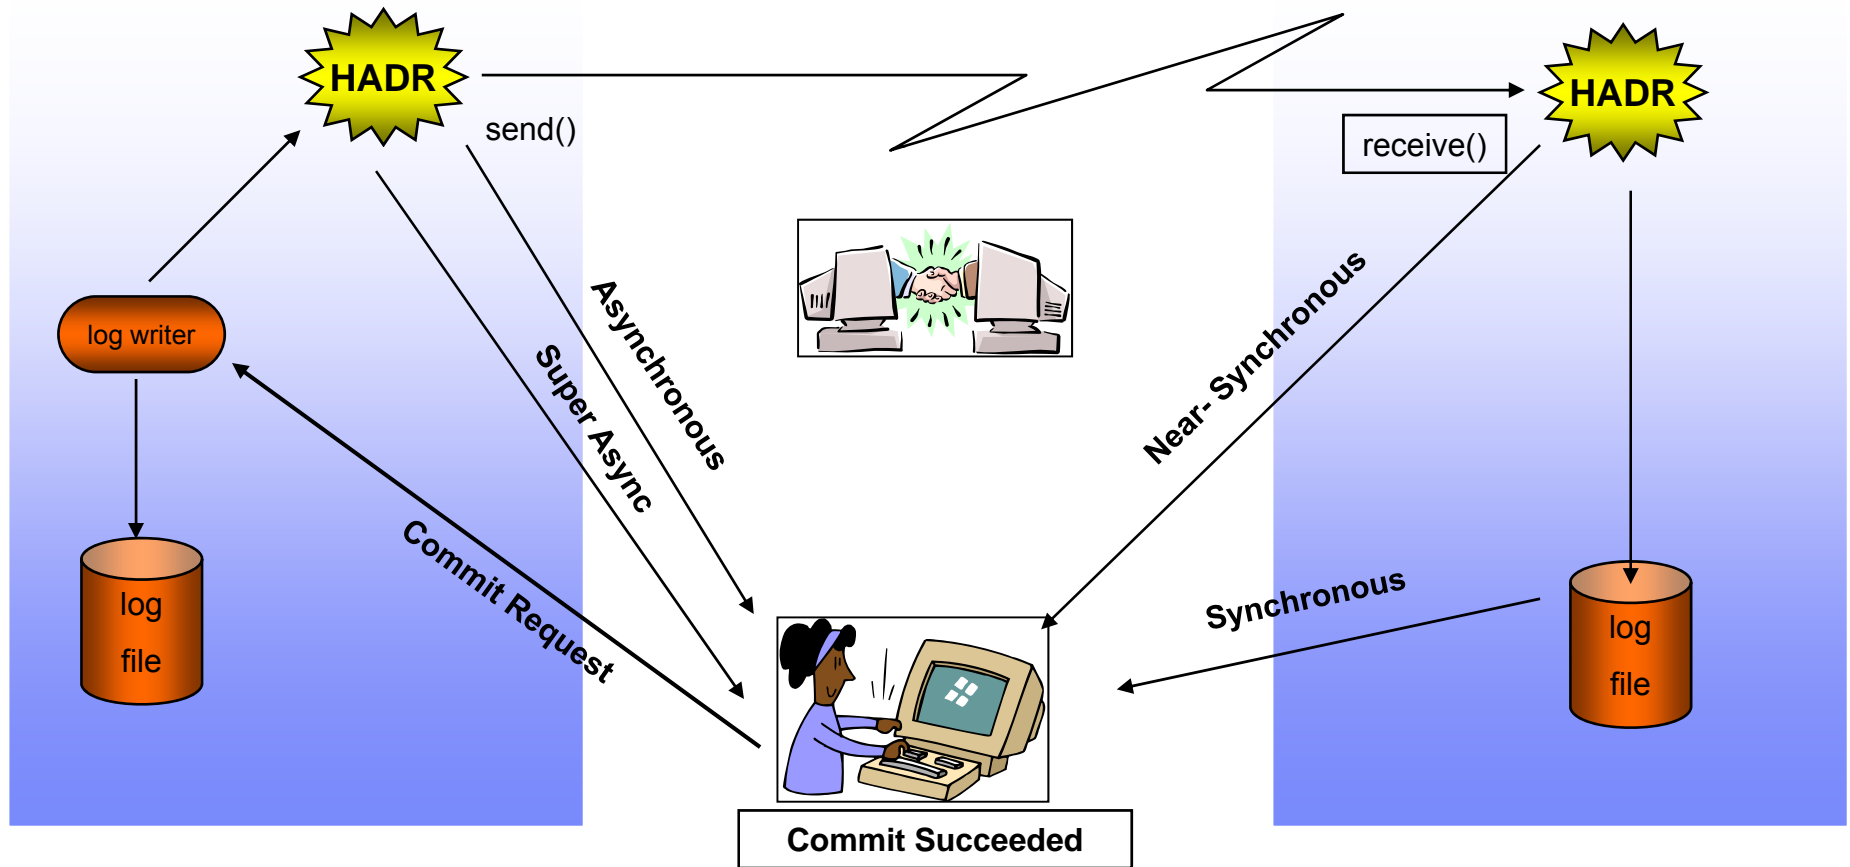 HADR
HADR
send()
receive()
log writer
Asynchronous
Super Async
Near- Synchronous
Commit Request
Synchronous
log
file
log
file
Commit Succeeded